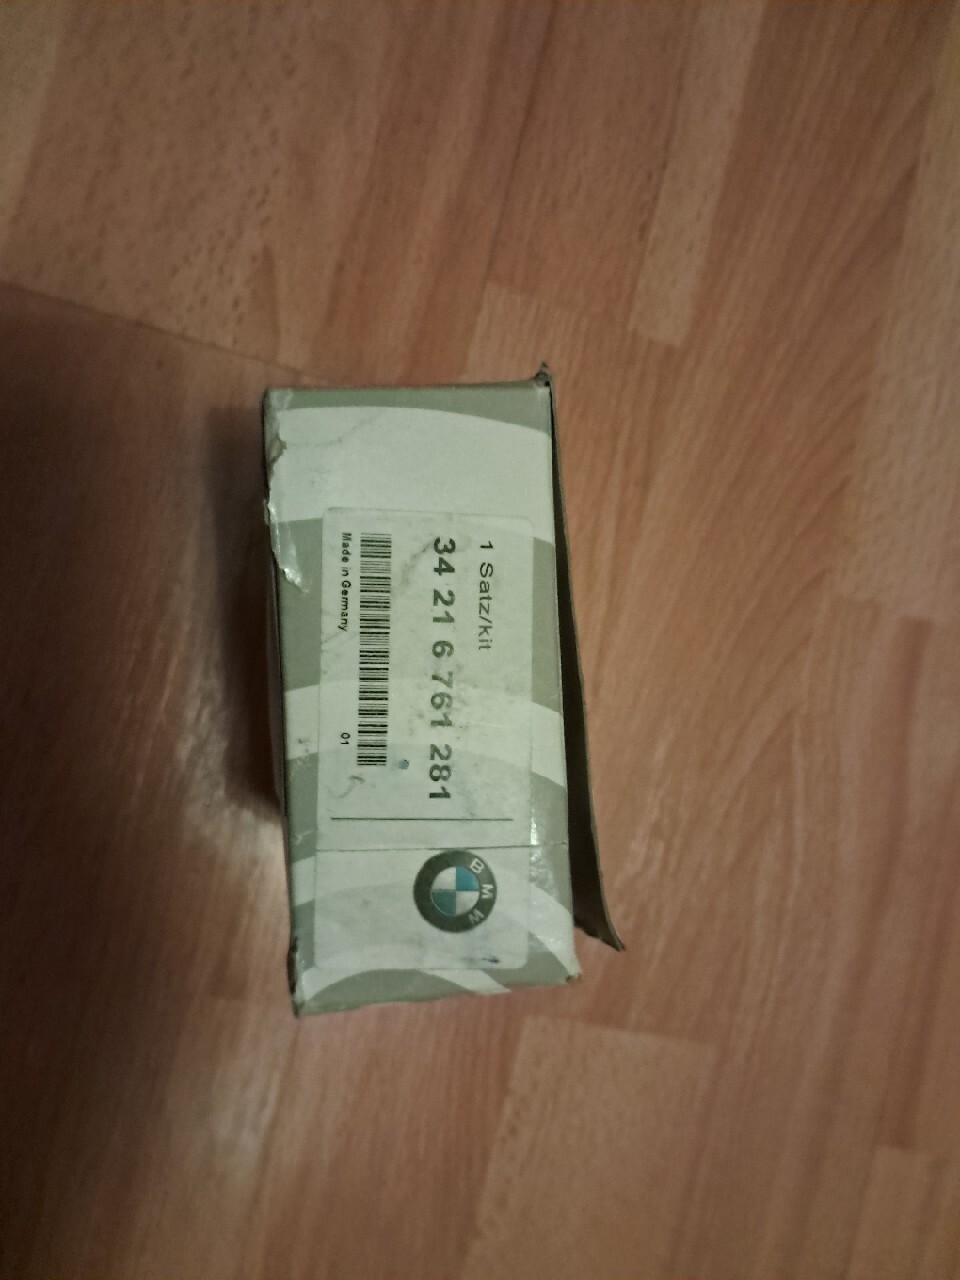 1 Satz/kit
34 21 6 761 281
Made in Germany
01
BMW